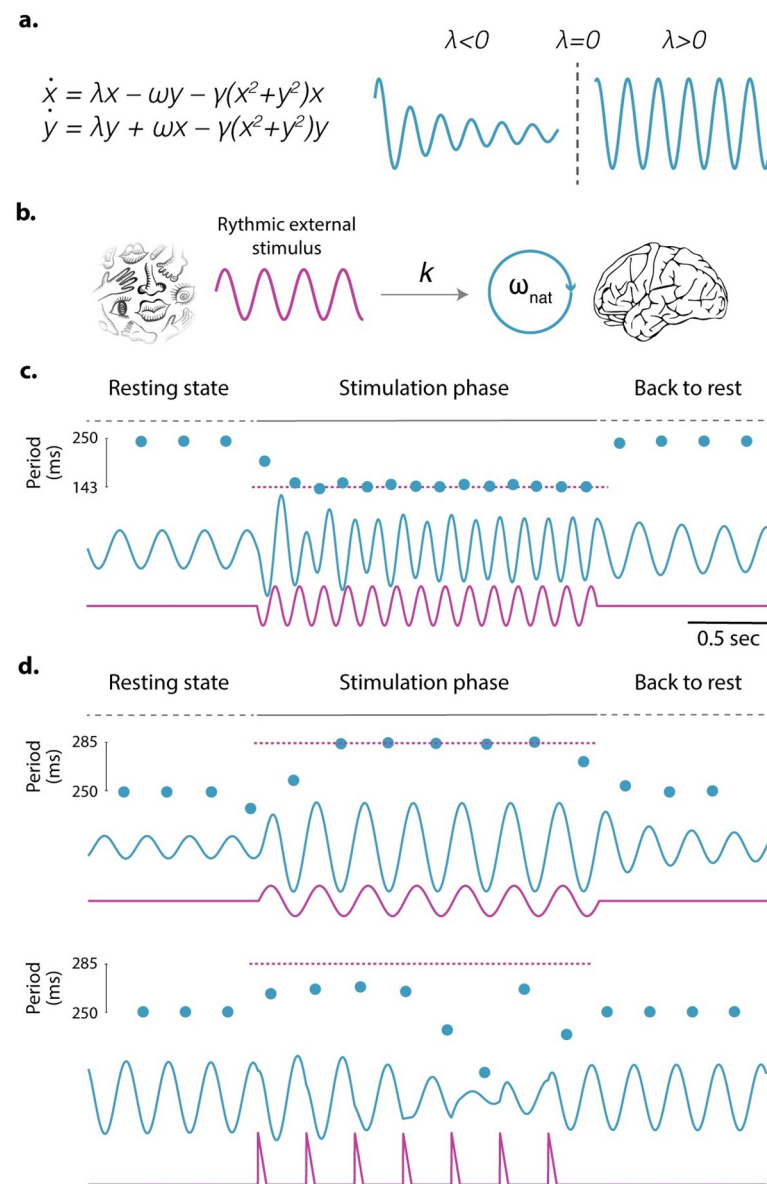 a.
λ<0 λ=0 λ>0
ẋ = λx – ωy – γ(x²+y²)x
ẏ = λy + ωx – γ(x²+y²)y
b.
Rythmic external
stimulus
k
ω_nat
c.
Resting state Stimulation phase Back to rest
Period
(ms)
250
143
0.5 sec
d.
Resting state Stimulation phase Back to rest
Period
(ms)
285
250
Period
(ms)
285
250